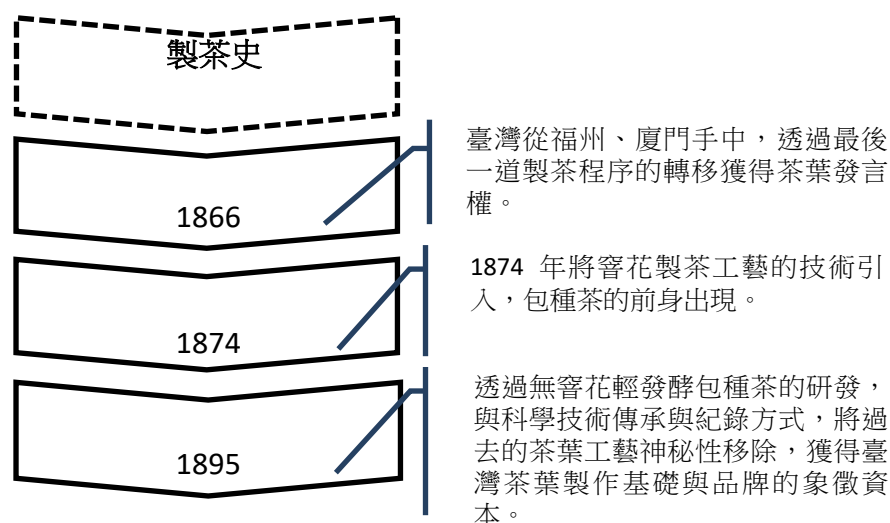 製茶史
1866
臺灣從福州、廈門手中,透過最後
一道製茶程序的轉移獲得茶葉發言
權。
1874
1874 年將窨花製茶工藝的技術引
入,包種茶的前身出現。
1895
透過無窨花輕發酵包種茶的研發,
與科學技術傳承與紀錄方式,將過
去的茶葉工藝神秘性移除,獲得臺
灣茶葉製作基礎與品牌的象徵資
本。